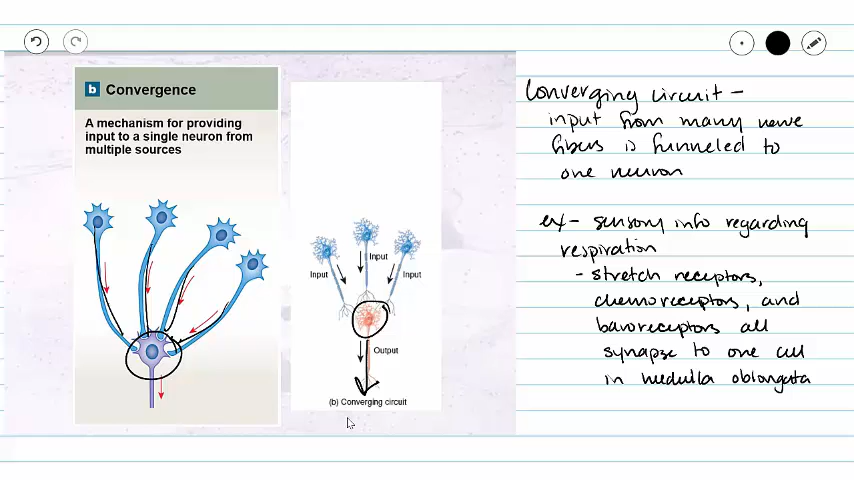 b Convergence
A mechanism for providing
input to a single neuron from
multiple sources
Input
Input
Input
Output
(b) Converging circuit
Converging circuit -
input from many nerve
fibers is funneled to
one neuron
ex- sensory info regarding
respiration
- stretch receptors,
chemoreceptors, and
baroreceptors all
synapse to one cell
in medulla oblongata